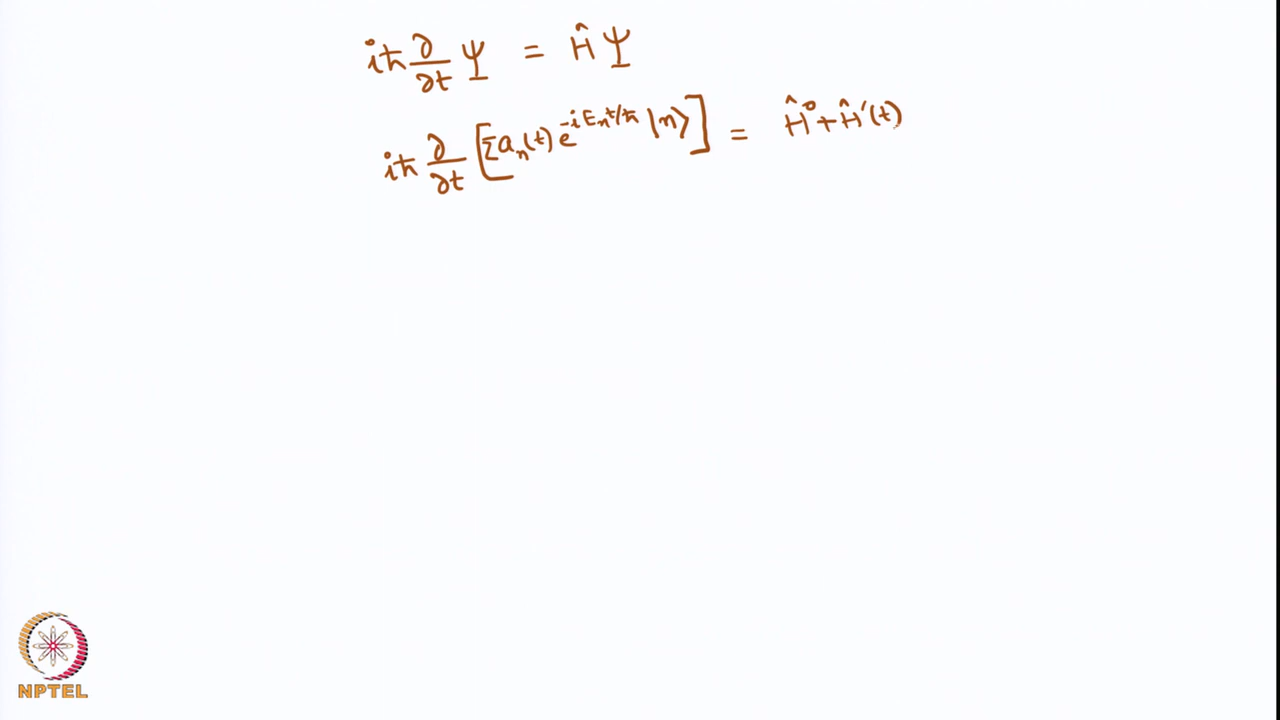 iħ ∂/∂t Ψ = Ĥ Ψ
iħ ∂/∂t [Σ aₙ(t) e^{-iEₙt/ħ} |n⟩] = Ĥ⁰ + Ĥ′(t)
NPTEL